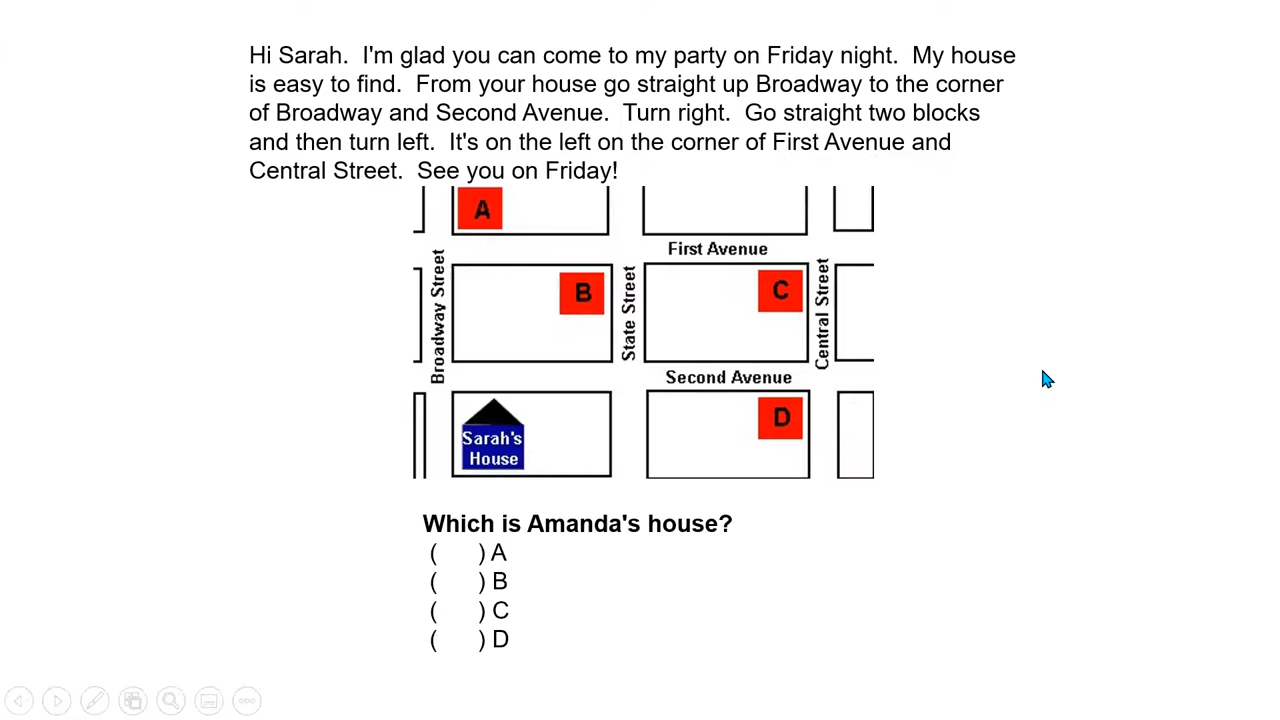 Hi Sarah.  I'm glad you can come to my party on Friday night.  My house
is easy to find.  From your house go straight up Broadway to the corner
of Broadway and Second Avenue.  Turn right.  Go straight two blocks
and then turn left.  It's on the left on the corner of First Avenue and
Central Street.  See you on Friday!
A
First Avenue
Broadway Street
B
State Street
C
Central Street
Second Avenue
Sarah's
House
D
Which is Amanda's house?
(     ) A
(     ) B
(     ) C
(     ) D